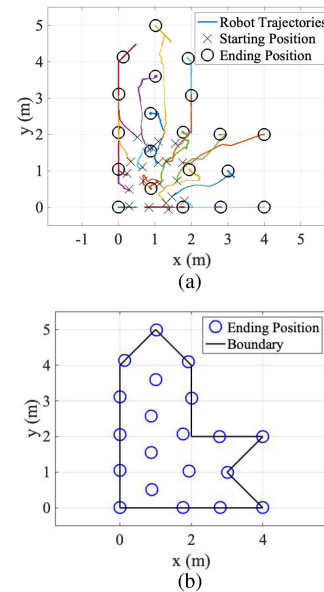 Robot Trajectories
Starting Position
Ending Position
5
4
3
2
1
0
y (m)
-1 0 1 2 3 4 5
x (m)
(a)
Ending Position
Boundary
5
4
3
2
1
0
y (m)
0 2 4
x (m)
(b)